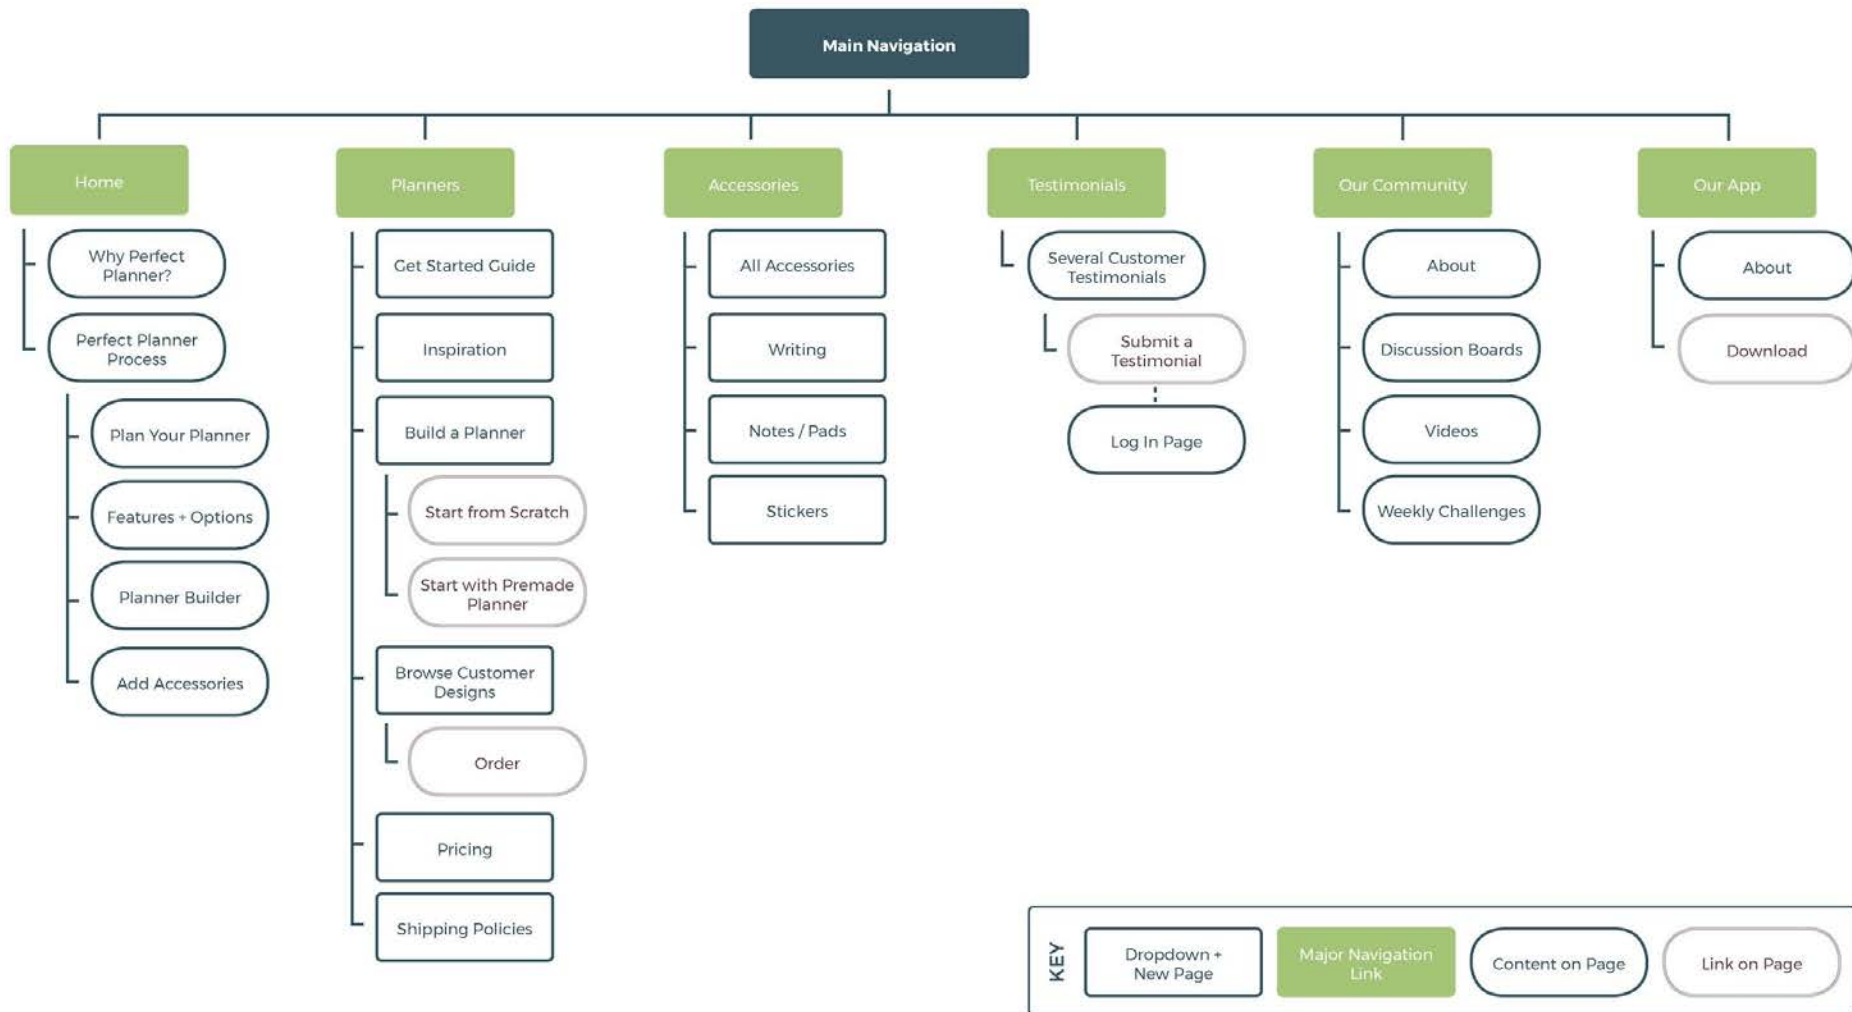 Main Navigation
Home
Why Perfect
Planner?
Perfect Planner
Process
Plan Your Planner
Features + Options
Planner Builder
Add Accessories
Planners
Get Started Guide
Inspiration
Build a Planner
Start from Scratch
Start with Premade
Planner
Browse Customer
Designs
Order
Pricing
Shipping Policies
Accessories
All Accessories
Writing
Notes / Pads
Stickers
Testimonials
Several Customer
Testimonials
Submit a
Testimonial
Log In Page
Our Community
About
Discussion Boards
Videos
Weekly Challenges
Our App
About
Download
KEY
Dropdown +
New Page
Major Navigation
Link
Content on Page
Link on Page